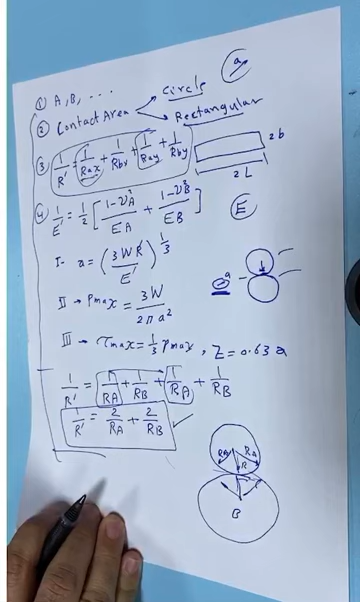 ① A, B, ....
a
② Contact Area
Circle
Rectangular
③ 1/R' = 1/Rax + 1/Rbx + 1/Ray + 1/Rby
2b
2L
④ 1/E' = 1/2 [ (1-υ²A)/EA + (1-υ²B)/EB ]
E
I- a = (3WR'/E')^(1/3)
a
II → Pmax = 3W/2πa²
III → τmax = 1/3 Pmax , Z = 0.63 a
1/R' = 1/RA + 1/RB + 1/RA + 1/RB
1/R' = 2/RA + 2/RB
RA
RA
R
B